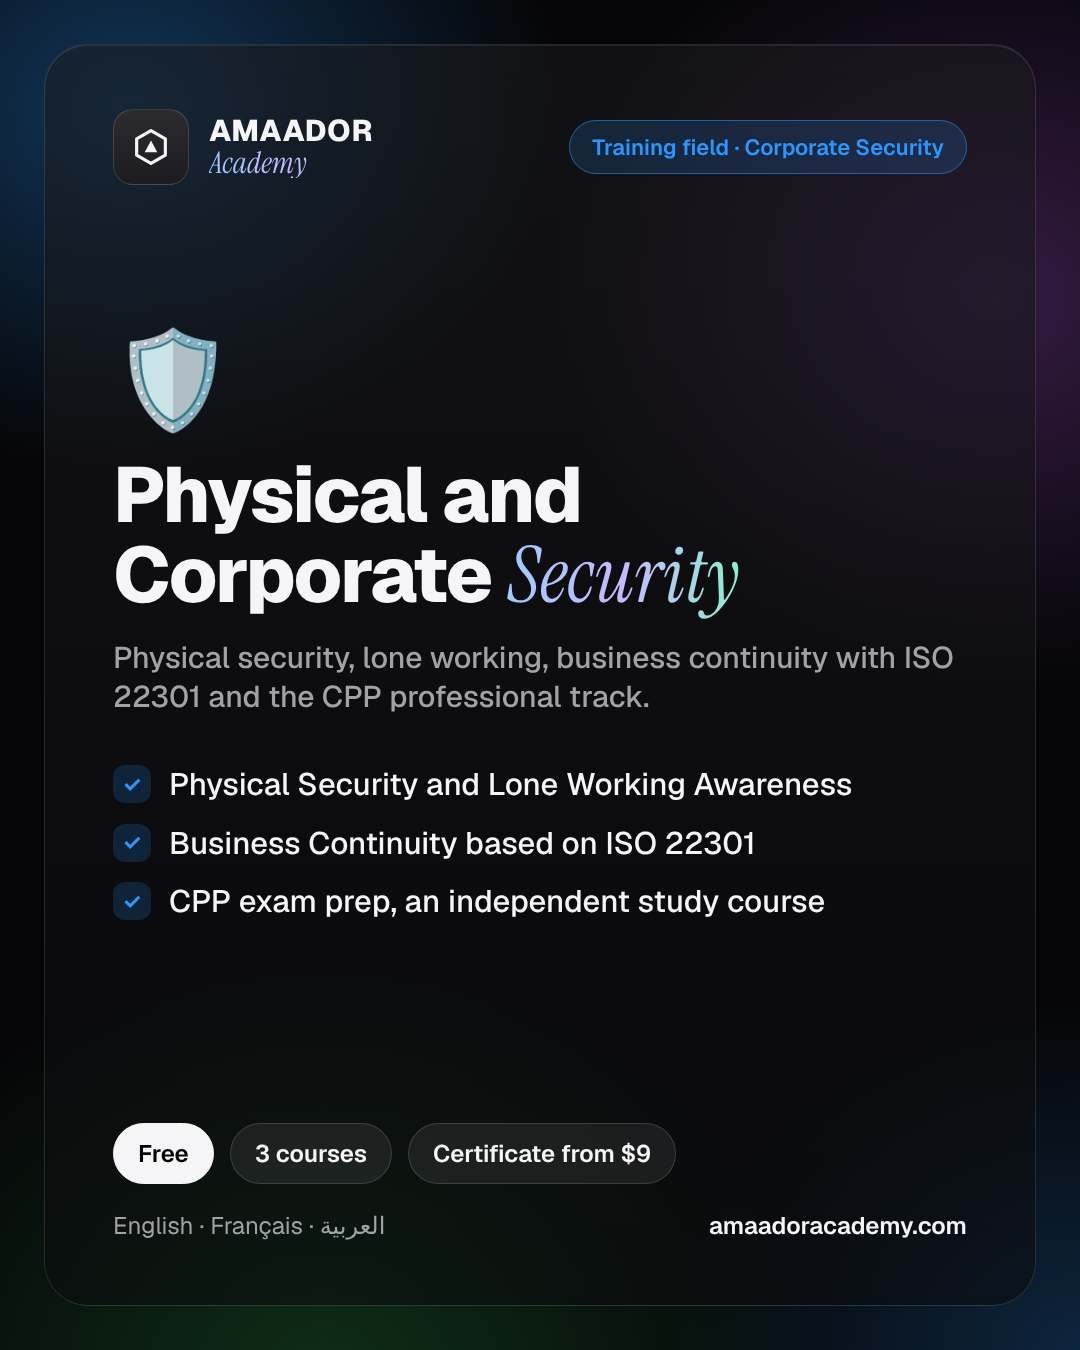 AMAADOR
Academy
Training field · Corporate Security
Physical and
Corporate Security
Physical security, lone working, business continuity with ISO
22301 and the CPP professional track.
Physical Security and Lone Working Awareness
Business Continuity based on ISO 22301
CPP exam prep, an independent study course
Free
3 courses
Certificate from $9
English · Français · العربية
amaadoracademy.com